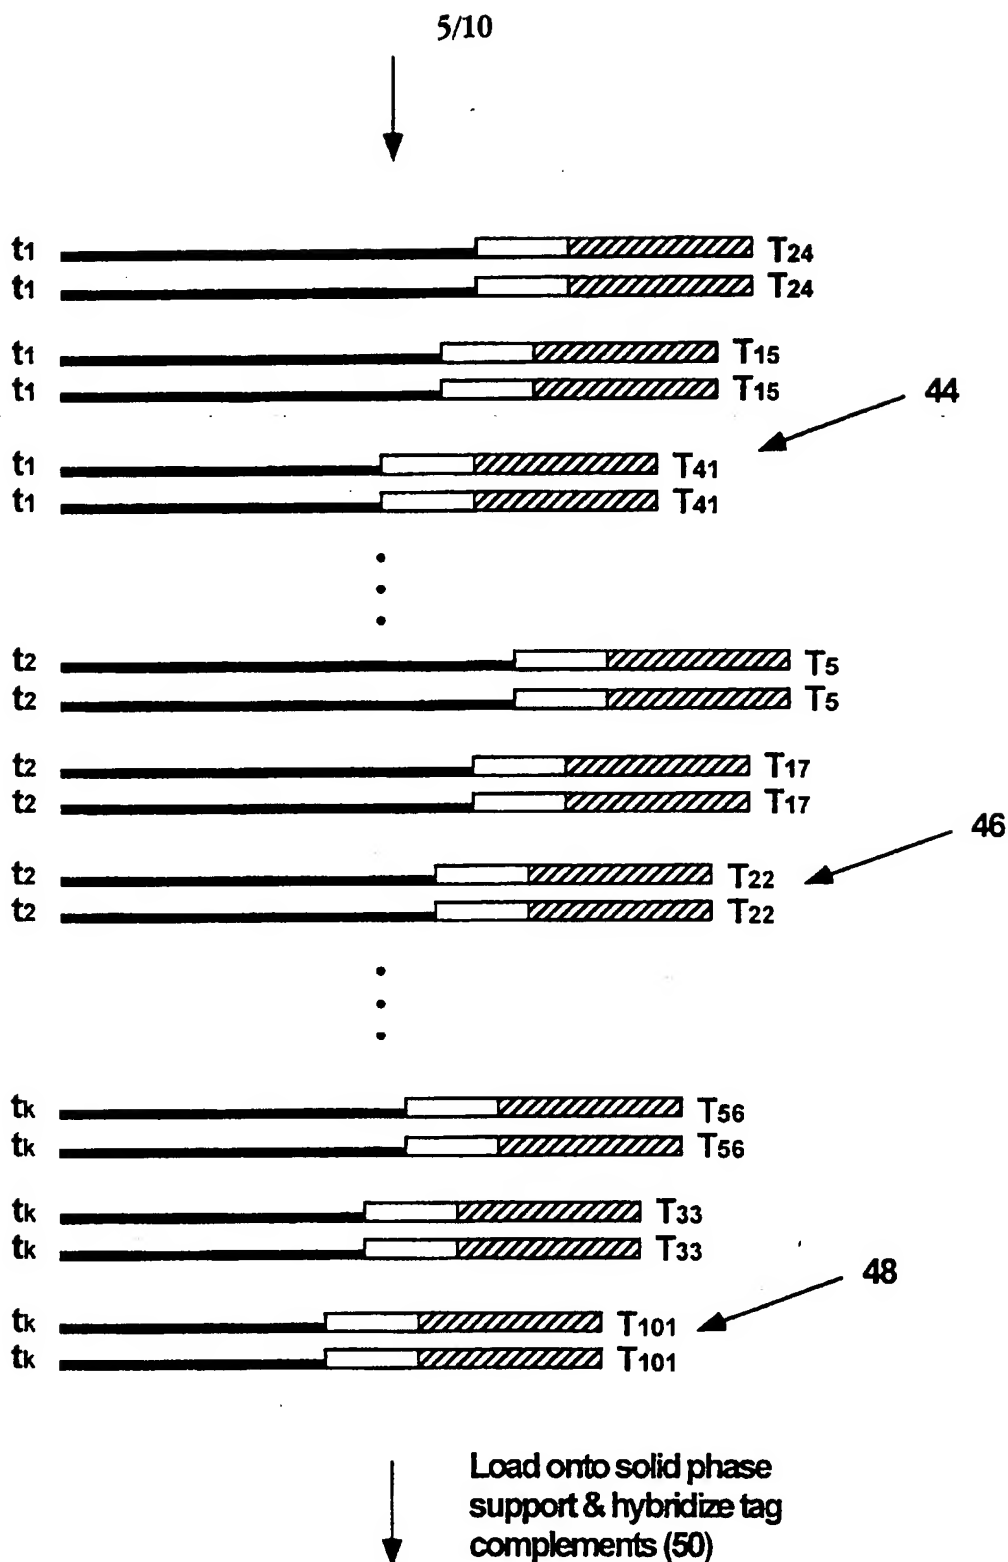 5/10
t1 T24
t1 T24
t1 T15
t1 T15
44
t1 T41
t1 T41
t2 T5
t2 T5
t2 T17
t2 T17
46
t2 T22
t2 T22
tk T56
tk T56
tk T33
tk T33
48
tk T101
tk T101
Load onto solid phase
support & hybridize tag
complements (50)